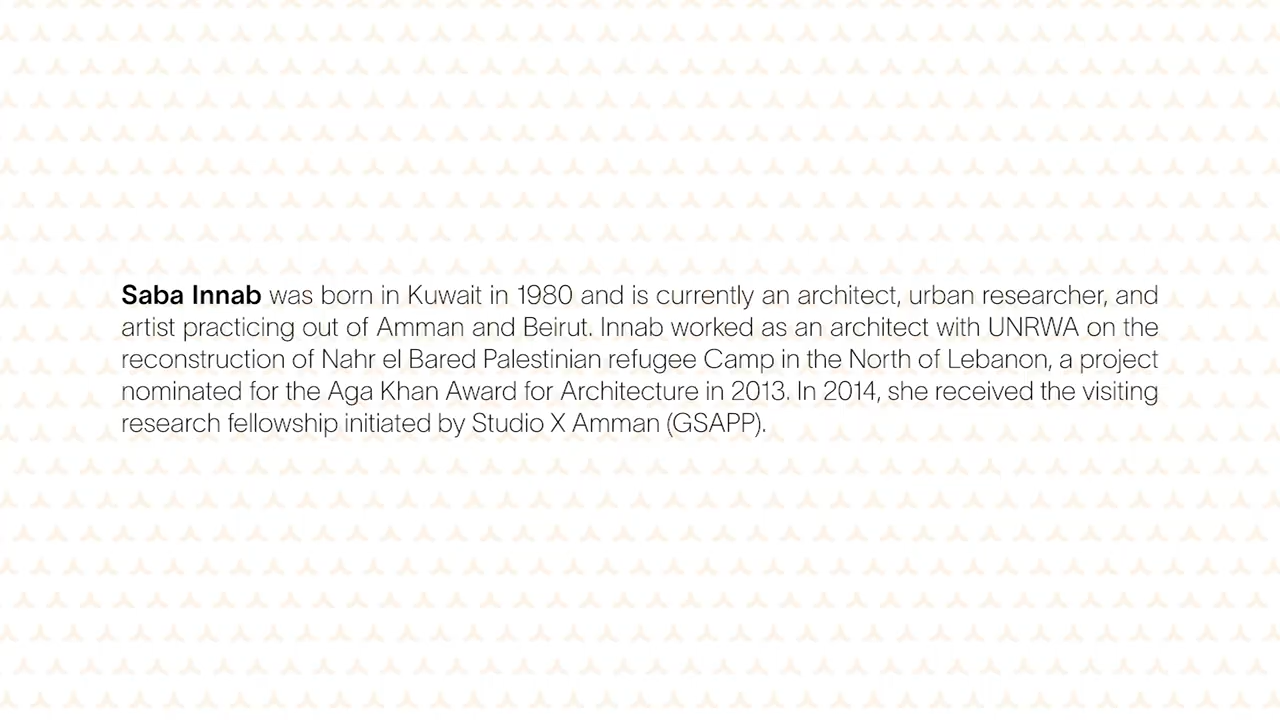 Saba Innab was born in Kuwait in 1980 and is currently an architect, urban researcher, and
artist practicing out of Amman and Beirut. Innab worked as an architect with UNRWA on the
reconstruction of Nahr el Bared Palestinian refugee Camp in the North of Lebanon, a project
nominated for the Aga Khan Award for Architecture in 2013. In 2014, she received the visiting
research fellowship initiated by Studio X Amman (GSAPP).